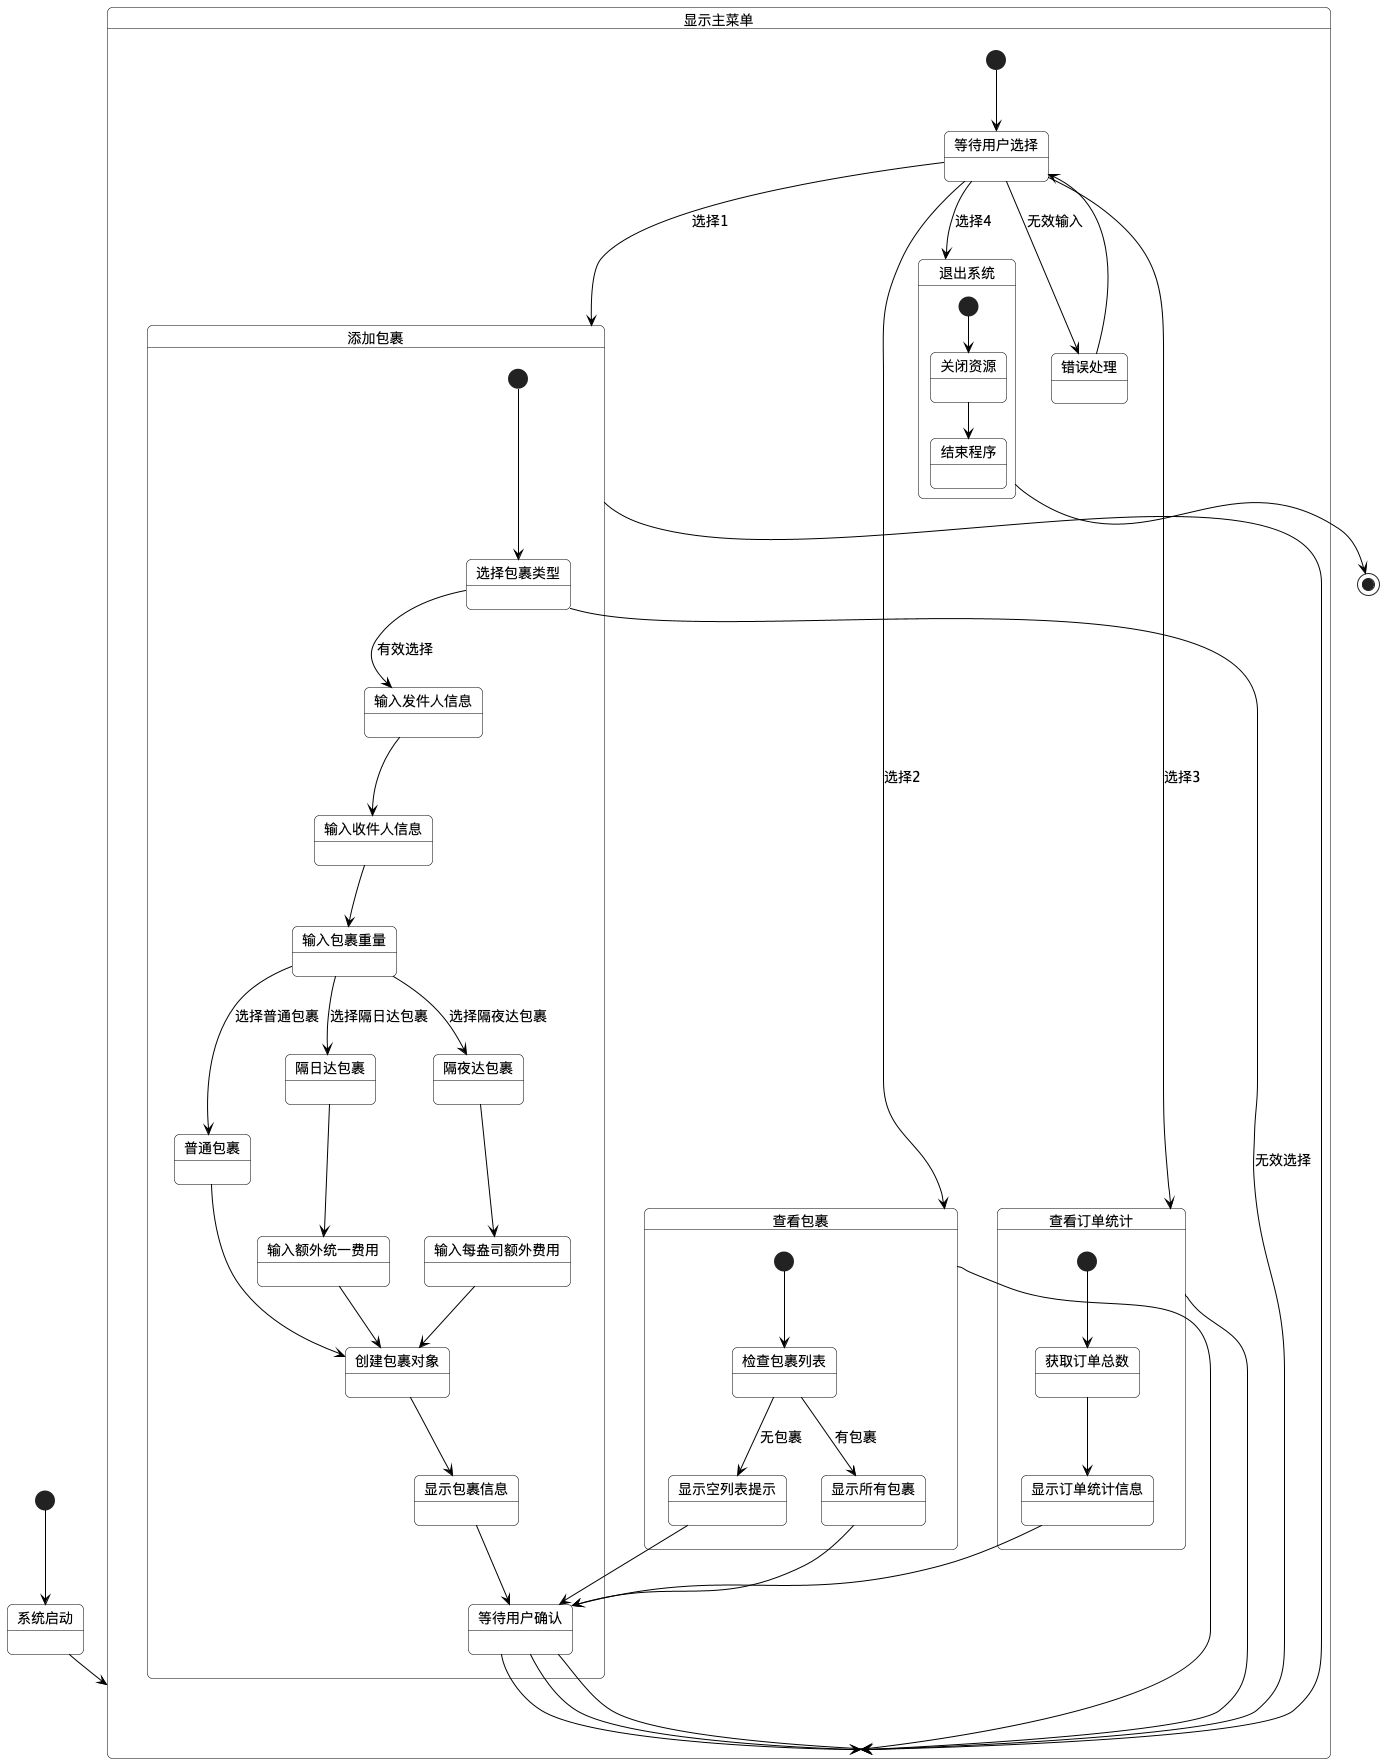 显示主菜单
等待用户选择
选择1
选择4
无效输入
退出系统
关闭资源
结束程序
错误处理
添加包裹
选择包裹类型
有效选择
输入发件人信息
选择2
选择3
输入收件人信息
输入包裹重量
选择普通包裹
选择隔日达包裹
选择隔夜达包裹
隔日达包裹
隔夜达包裹
普通包裹
无效选择
查看包裹
查看订单统计
输入额外统一费用
输入每盎司额外费用
创建包裹对象
检查包裹列表
获取订单总数
无包裹
有包裹
显示包裹信息
显示空列表提示
显示所有包裹
显示订单统计信息
等待用户确认
系统启动